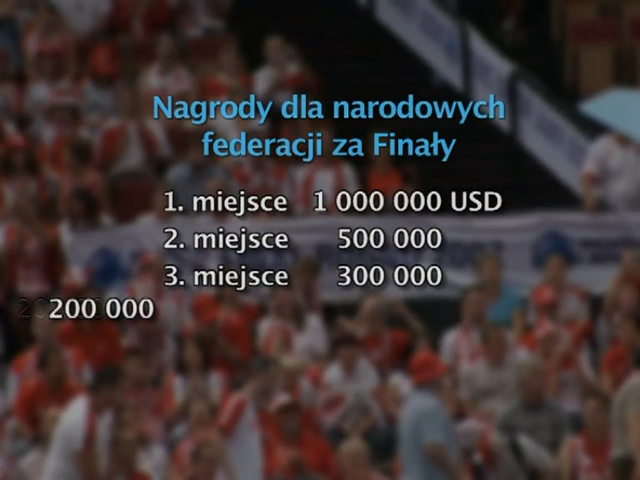 Nagrody dla narodowych
federacji za Finały
1. miejsce 1 000 000 USD
2. miejsce 500 000
3. miejsce 300 000
200 000